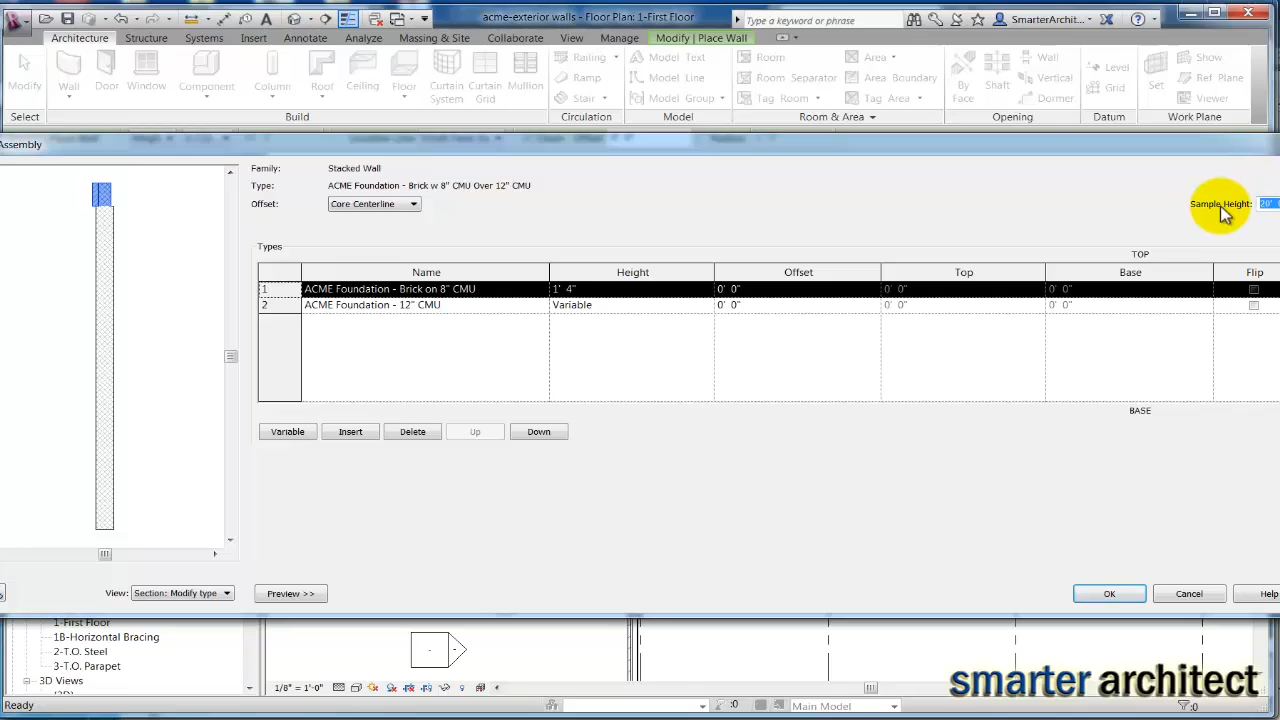 acme-exterior walls - Floor Plan: 1-First Floor
Type a keyword or phrase
SmarterArchit...
Architecture Structure Systems Insert Annotate Analyze Massing & Site Collaborate View Manage Modify | Place Wall
Modify Wall Door Window Component Column Roof Ceiling Floor Curtain System Curtain Grid Mullion
Railing Ramp Stair
Model Text Model Line Model Group
Room Room Separator Tag Room
Area Area Boundary Tag Area
By Face Shaft Wall Vertical Dormer
Level Grid
Set Show Ref Plane Viewer
Select Build Circulation Model Room & Area Opening Datum Work Plane
Assembly
Family: Stacked Wall
Type: ACME Foundation - Brick w 8" CMU Over 12" CMU
Offset: Core Centerline
Sample Height: 20'
Types
TOP
Name Height Offset Top Base Flip
1 ACME Foundation - Brick on 8" CMU 1' 4" 0' 0" 0' 0" 0' 0"
2 ACME Foundation - 12" CMU Variable 0' 0" 0' 0" 0' 0"
BASE
Variable Insert Delete Up Down
View: Section: Modify type Preview >> OK Cancel Help
1-First Floor
1B-Horizontal Bracing
2-T.O. Steel
3-T.O. Parapet
3D Views
1/8" = 1'-0"
Ready :0 Main Model :0
smarter architect